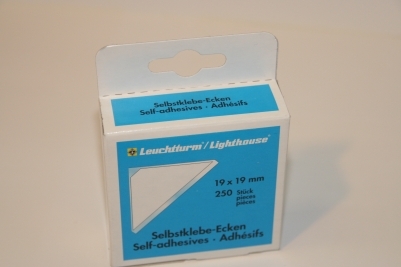 Selbstklebe-Ecken
Self-adhesives - Adhésifs
Leuchtturm/Lighthouse
19 x 19 mm
250 Stück
pieces
pièces
Selbstklebe-Ecken
Self-adhesives - Adhésifs